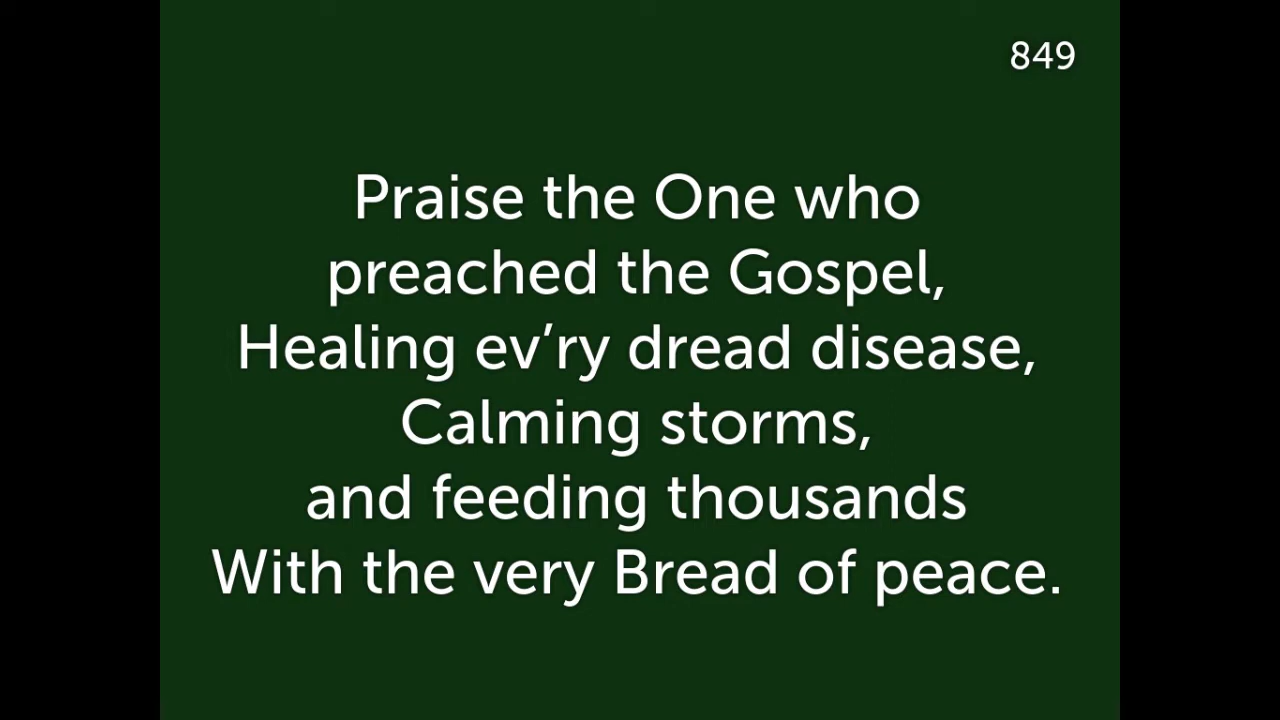 849
Praise the One who
preached the Gospel,
Healing ev’ry dread disease,
Calming storms,
and feeding thousands
With the very Bread of peace.